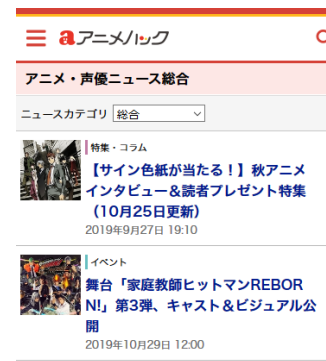 アニメハック
アニメ・声優ニュース総合
ニュースカテゴリ 総合
特集・コラム
【サイン色紙が当たる！】秋アニメ
インタビュー＆読者プレゼント特集
（10月25日更新）
2019年9月27日 19:10
イベント
舞台「家庭教師ヒットマンREBOR
N!」第3弾、キャスト＆ビジュアル公
開
2019年10月29日 12:00